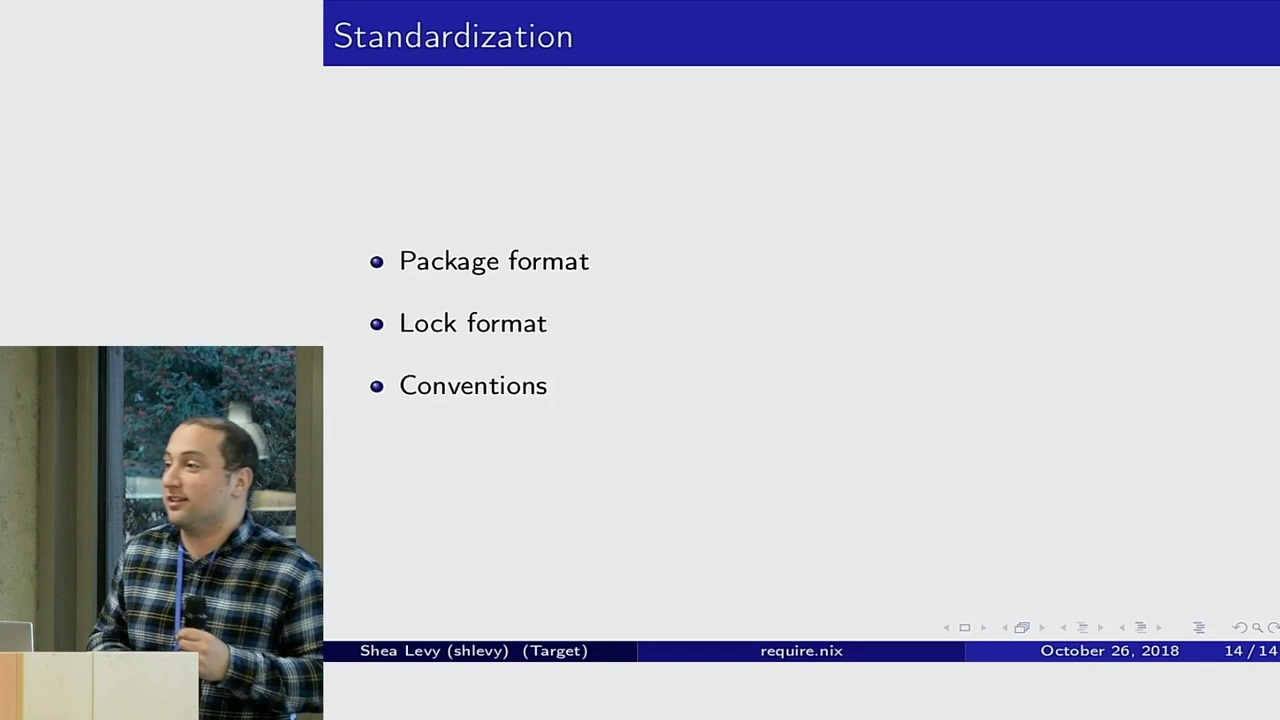 Standardization
Package format
Lock format
Conventions
Shea Levy (shlevy) (Target) require.nix October 26, 2018 14 / 14